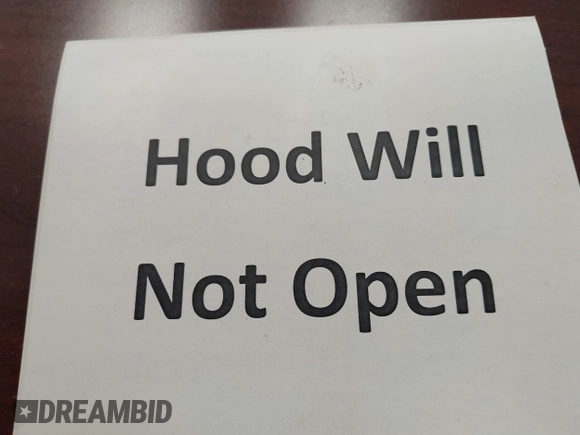 Hood Will
Not Open
DREAMBID